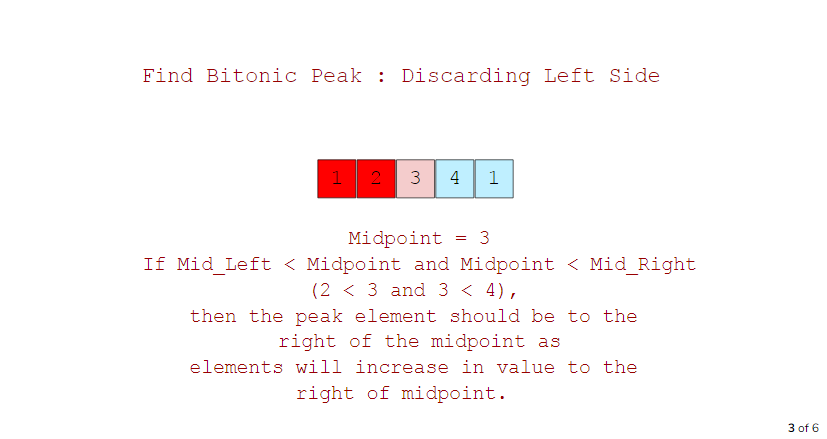 Find Bitonic Peak : Discarding Left Side
1 2 3 4 1
Midpoint = 3
If Mid_Left < Midpoint and Midpoint < Mid_Right
(2 < 3 and 3 < 4),
then the peak element should be to the
right of the midpoint as
elements will increase in value to the
right of midpoint.
3 of 6